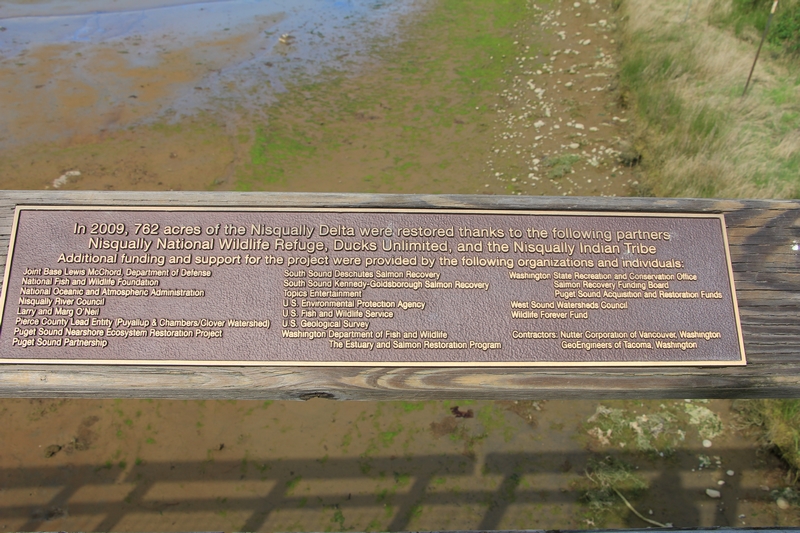 In 2009, 762 acres of the Nisqually Delta were restored thanks to the following partners
Nisqually National Wildlife Refuge, Ducks Unlimited, and the Nisqually Indian Tribe
Additional funding and support for the project were provided by the following organizations and individuals:
Joint Base Lewis McChord, Department of Defense
National Fish and Wildlife Foundation
National Oceanic and Atmospheric Administration
Nisqually River Council
Larry and Marg O'Neil
Pierce County Lead Entity (Puyallup & Chambers/Clover Watershed)
Puget Sound Nearshore Ecosystem Restoration Project
Puget Sound Partnership
South Sound Deschutes Salmon Recovery
South Sound Kennedy-Goldsborough Salmon Recovery
Topics Entertainment
U.S Environmental Protection Agency
U.S. Fish and Wildlife Service
U.S. Geological Survey
Washington Department of Fish and Wildlife
The Estuary and Salmon Restoration Program
Washington State Recreation and Conservation Office
Salmon Recovery Funding Board
Puget Sound Acquisition and Restoration Funds
West Sound Watersheds Council
Wildlife Forever Fund
Contractors: Nutter Corporation of Vancouver, Washington
GeoEngineers of Tacoma, Washington